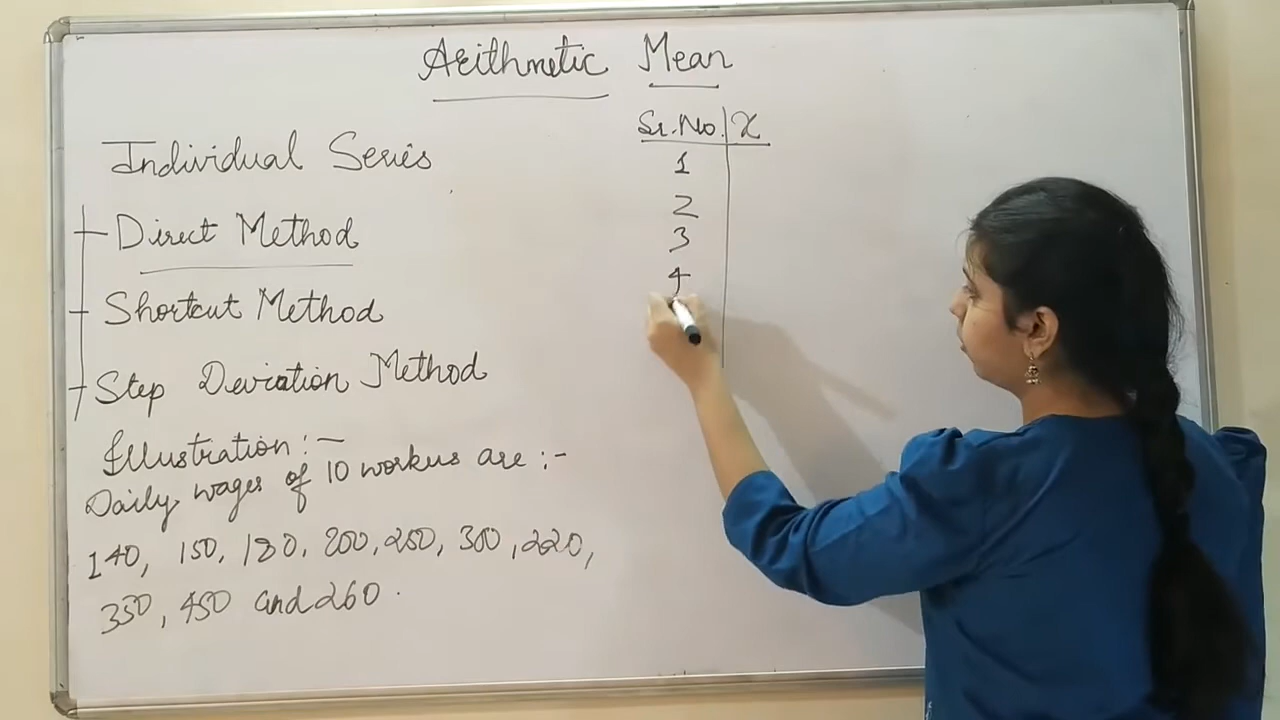 Arithmetic Mean
Individual Series
Direct Method
Shortcut Method
Step Deviation Method
Illustration:-
Daily wages of 10 workers are :-
140, 150, 180, 200, 250, 300, 220,
350, 450 and 260.
Sr.No. X
1
2
3
4